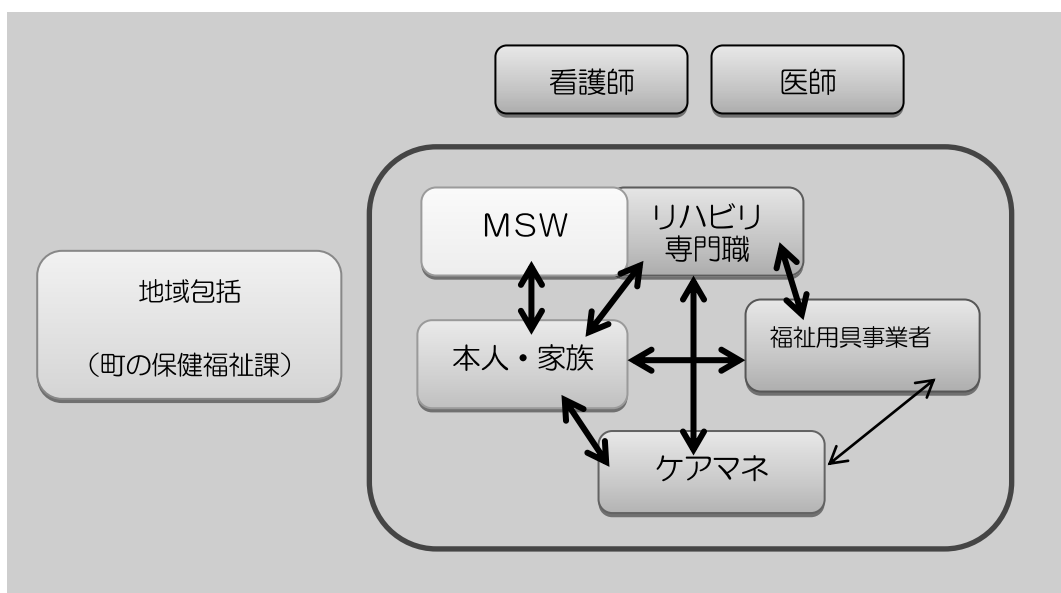 看護師
医師
MSW
リハビリ
専門職
地域包括
（町の保健福祉課）
本人・家族
福祉用具事業者
ケアマネ